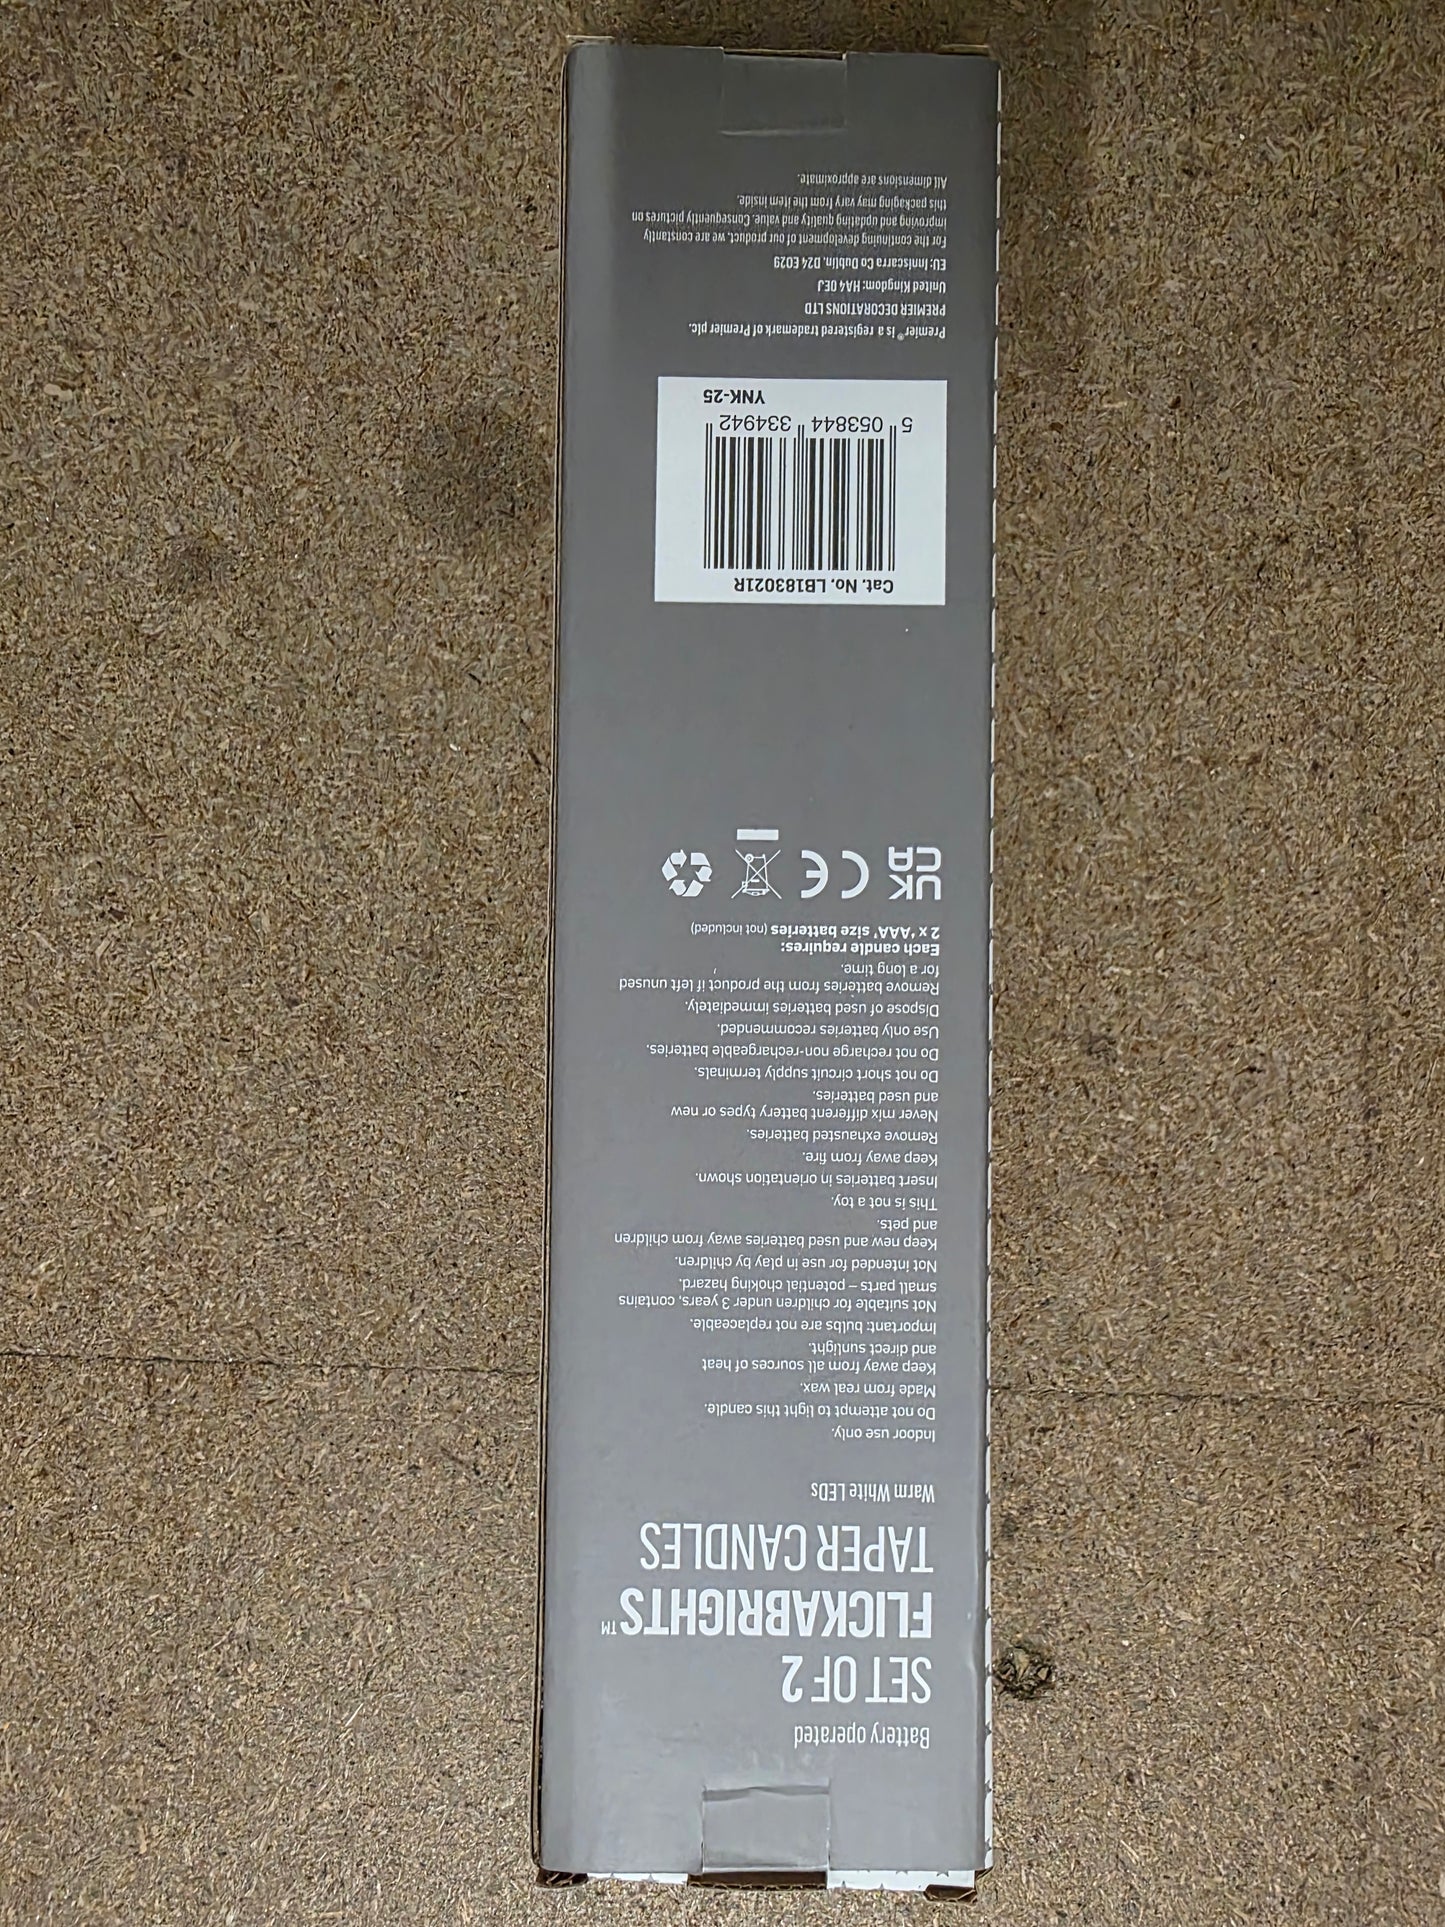 Battery operated
SET OF 2
FLICKABRIGHTS™
TAPER CANDLES
Warm White LEDs
Indoor use only.
Do not attempt to light this candle.
Made from real wax.
Keep away from all sources of heat
and direct sunlight.
Important: bulbs are not replaceable.
Not suitable for children under 3 years, contains
small parts – potential choking hazard.
Not intended for use in play by children.
Keep new and used batteries away from children
and pets.
This is not a toy.
Insert batteries in orientation shown.
Keep away from fire.
Remove exhausted batteries.
Never mix different battery types or new
and used batteries.
Do not short circuit supply terminals.
Do not recharge non-rechargeable batteries.
Use only batteries recommended.
Dispose of used batteries immediately.
Remove batteries from the product if left unused
for a long time.
Each candle requires:
2 x 'AAA' size batteries (not included)
UK
CA CE
Cat. No. LB183021R
5 053844 334942
YNK-25
Premier® is a registered trademark of Premier plc.
PREMIER DECORATIONS LTD
United Kingdom: HA4 0EJ
EU: Inniscarra Co Dublin, D24 E029
For the continuing development of our product, we are constantly
improving and updating quality and value. Consequently pictures on
this packaging may vary from the item inside.
All dimensions are approximate.